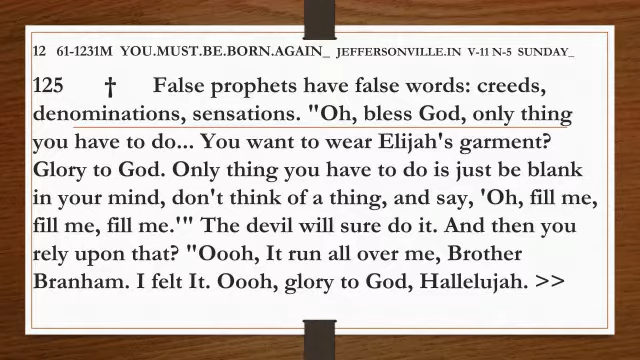 12 61-1231M YOU.MUST.BE.BORN.AGAIN_ JEFFERSONVILLE.IN V-11 N-5 SUNDAY_
125 † False prophets have false words: creeds,
denominations, sensations. "Oh, bless God, only thing
you have to do... You want to wear Elijah's garment?
Glory to God. Only thing you have to do is just be blank
in your mind, don't think of a thing, and say, 'Oh, fill me,
fill me, fill me.'" The devil will sure do it. And then you
rely upon that? "Oooh, It run all over me, Brother
Branham. I felt It. Oooh, glory to God, Hallelujah. >>